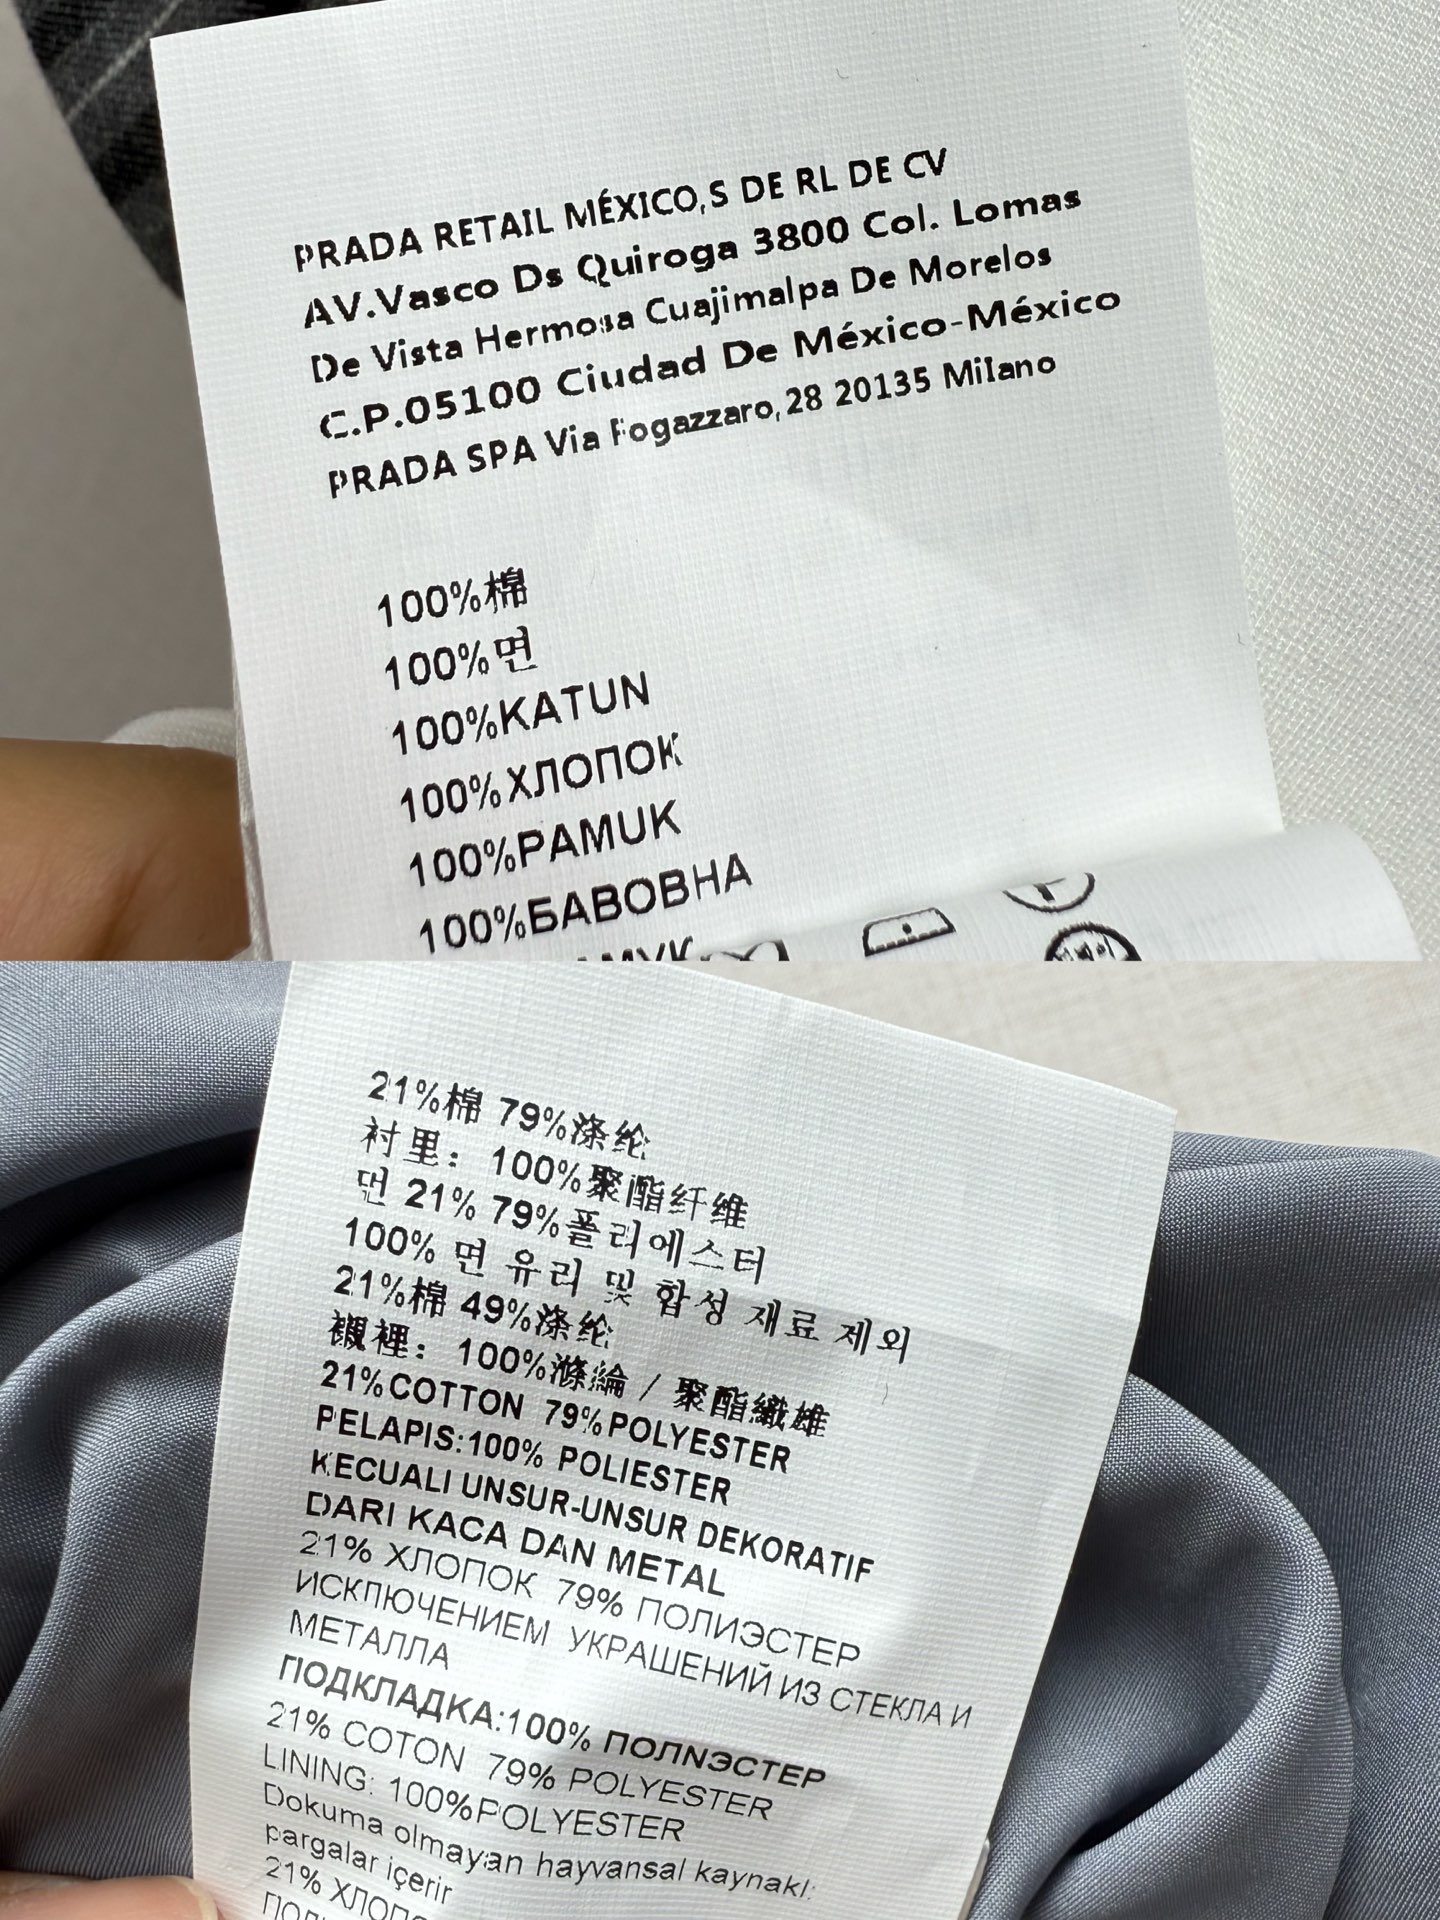 PRADA RETAIL MÉXICO,S DE RL DE CV
AV.Vasco Ds Quiroga 3800 Col. Lomas
De Vista Hermosa Cuajimalpa De Morelos
C.P.05100 Ciudad De México-México
PRADA SPA Via Fogazzaro,28 20135 Milano
100%棉
100%면
100%KATUN
100%ХЛОПОК
100%PAMUK
100%БАВОВНА
21%棉 79%涤纶
衬里：100%聚酯纤维
면 21% 79%폴리에스터
100% 면 유리 및 합성 재료 제외
21%棉 49%涤纶
襯裡：100%滌綸 / 聚酯纖維
21%COTTON 79%POLYESTER
PELAPIS:100% POLIESTER
KECUALI UNSUR-UNSUR DEKORATIF
DARI KACA DAN METAL
21% ХЛОПОК 79% ПОЛИЭСТЕР
ИСКПЮЧЕНИЕМ УКРАШЕНИЙ ИЗ СТЕКЛА И
МЕТАЛЛА
ПОДКЛАДКА:100% ПОЛNЭСТЕР
21% COTON 79% POLYESTER
LINING: 100%POLYESTER
Dokuma olmayan hayvansal kaynakl:
pargalar içerir